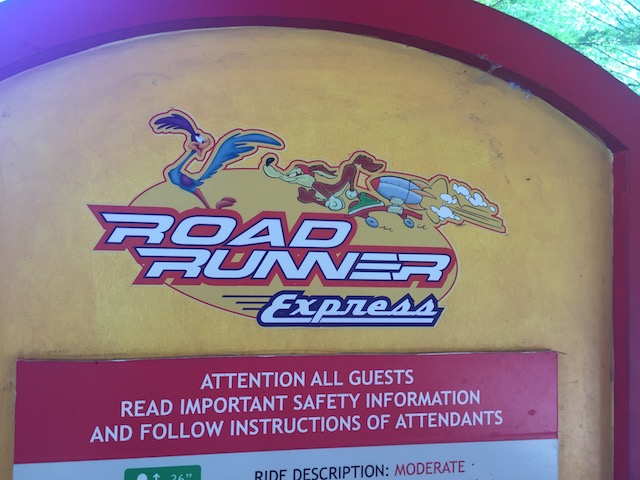 ROAD
RUNNER
Express
ATTENTION ALL GUESTS
READ IMPORTANT SAFETY INFORMATION
AND FOLLOW INSTRUCTIONS OF ATTENDANTS
36"
RIDE DESCRIPTION: MODERATE